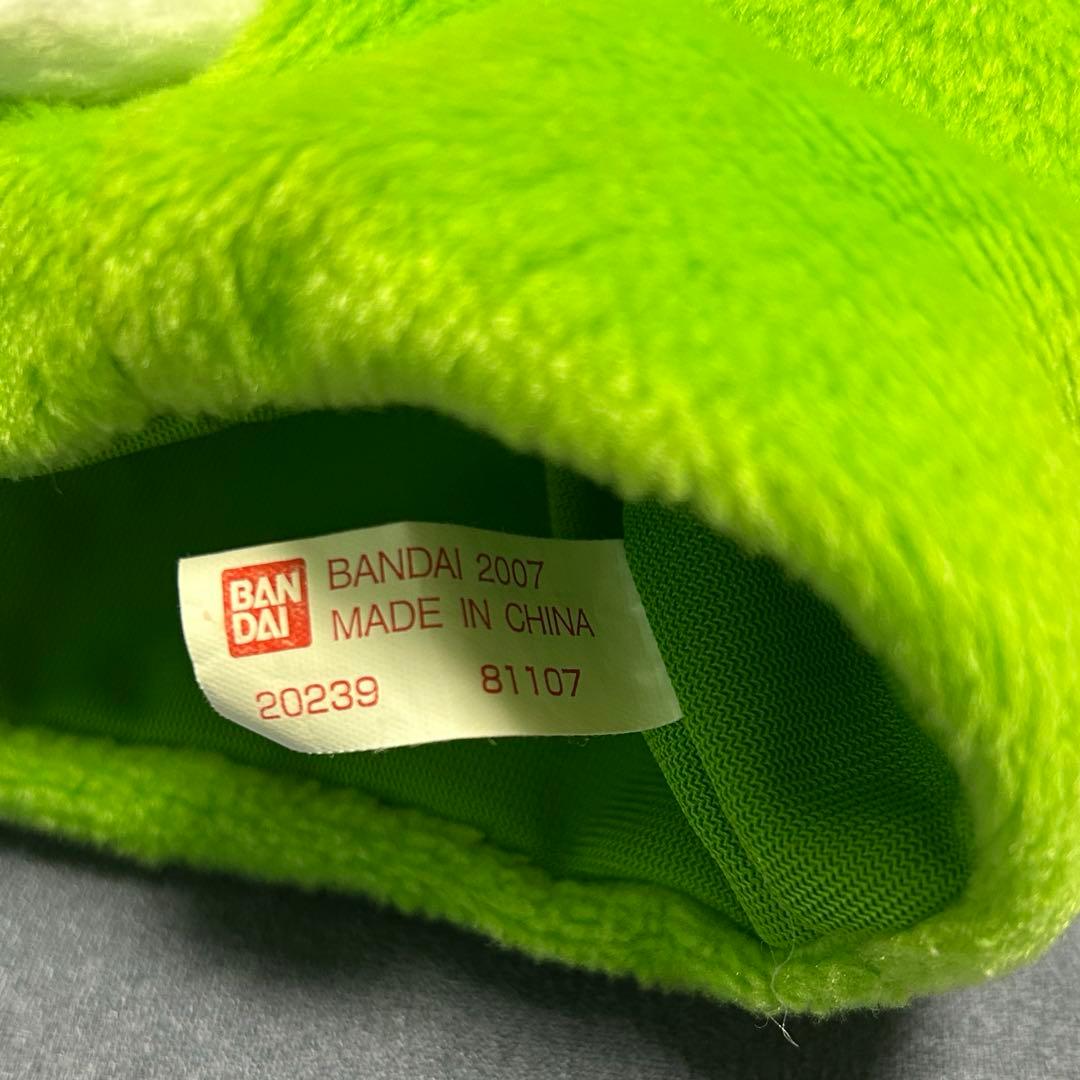 BAN
DAI
BANDAI 2007
MADE IN CHINA
20239 81107